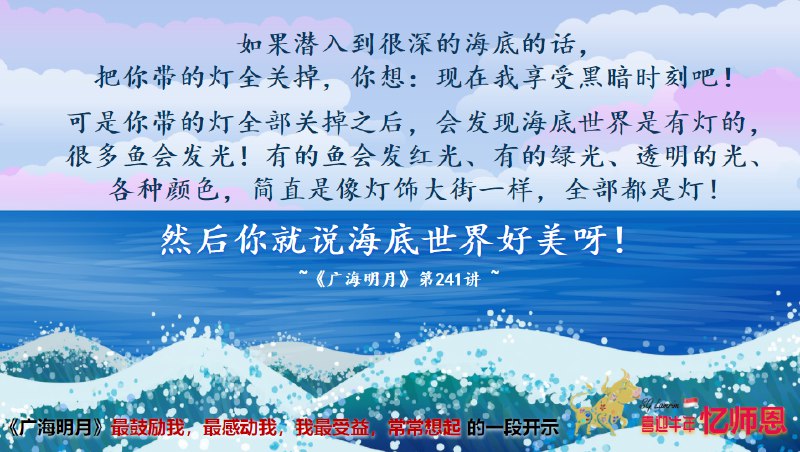 如果潜入到很深的海底的话，
把你带的灯全关掉，你想：现在我享受黑暗时刻吧！
可是你带的灯全部关掉之后，会发现海底世界是有灯的，
很多鱼会发光！有的鱼会发红光、有的绿光、透明的光、
各种颜色，简直是像灯饰大街一样，全部都是灯！
然后你就说海底世界好美呀！
~《广海明月》第241讲 ~
《广海明月》最鼓励我，最感动我，我最受益，常常想起 的一段开示
喜迎牛年 忆师恩